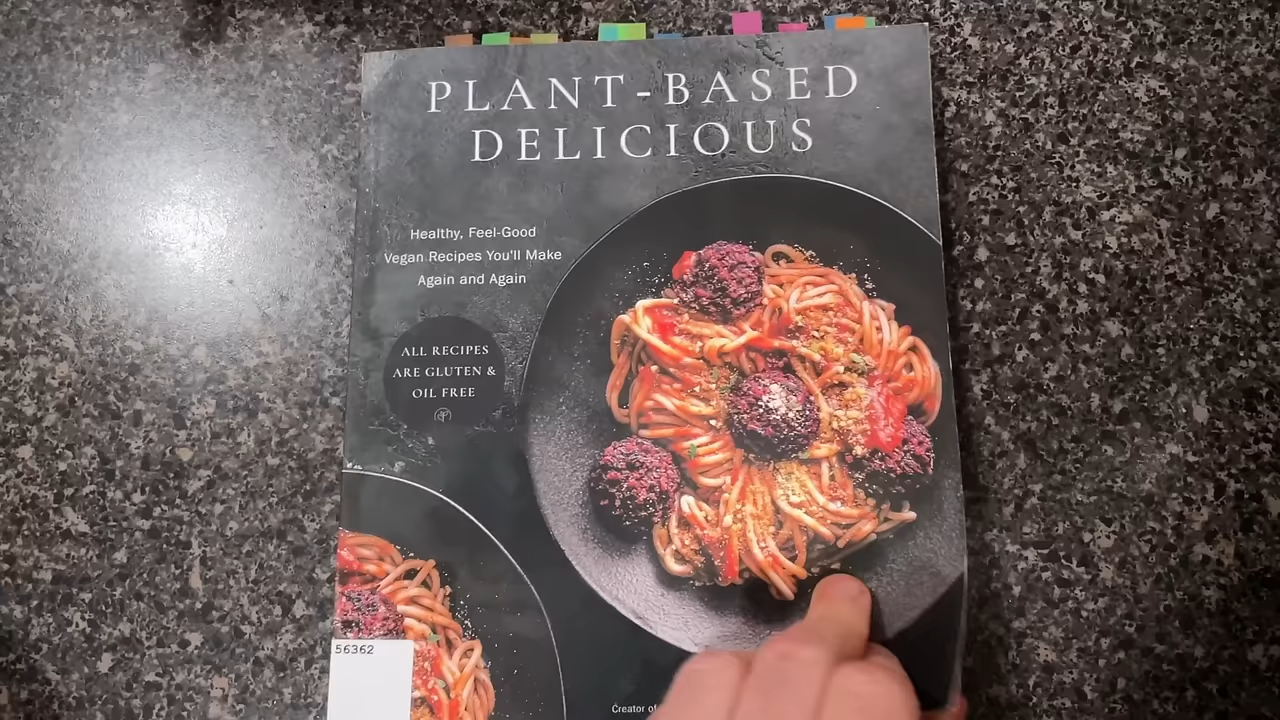 PLANT-BASED
DELICIOUS
Healthy, Feel-Good
Vegan Recipes You'll Make
Again and Again
ALL RECIPES
ARE GLUTEN &
OIL FREE
56362
Creator of